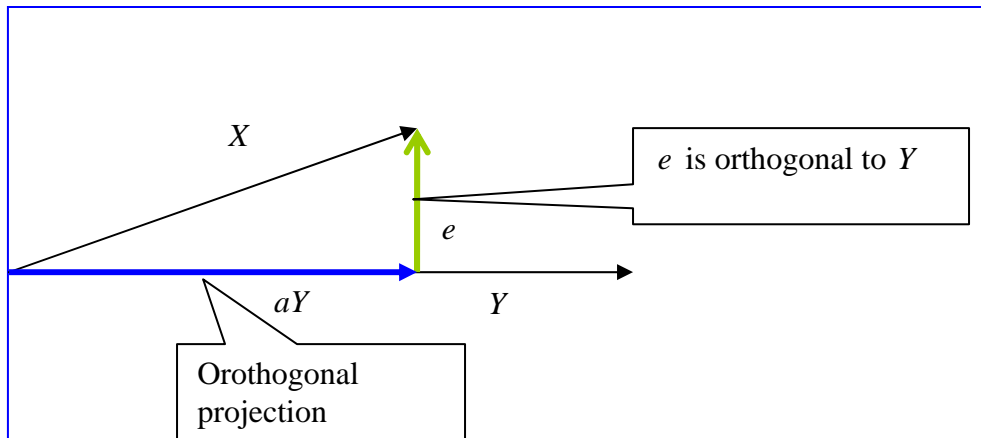 X
e is orthogonal to Y
e
aY
Y
Orothogonal
projection